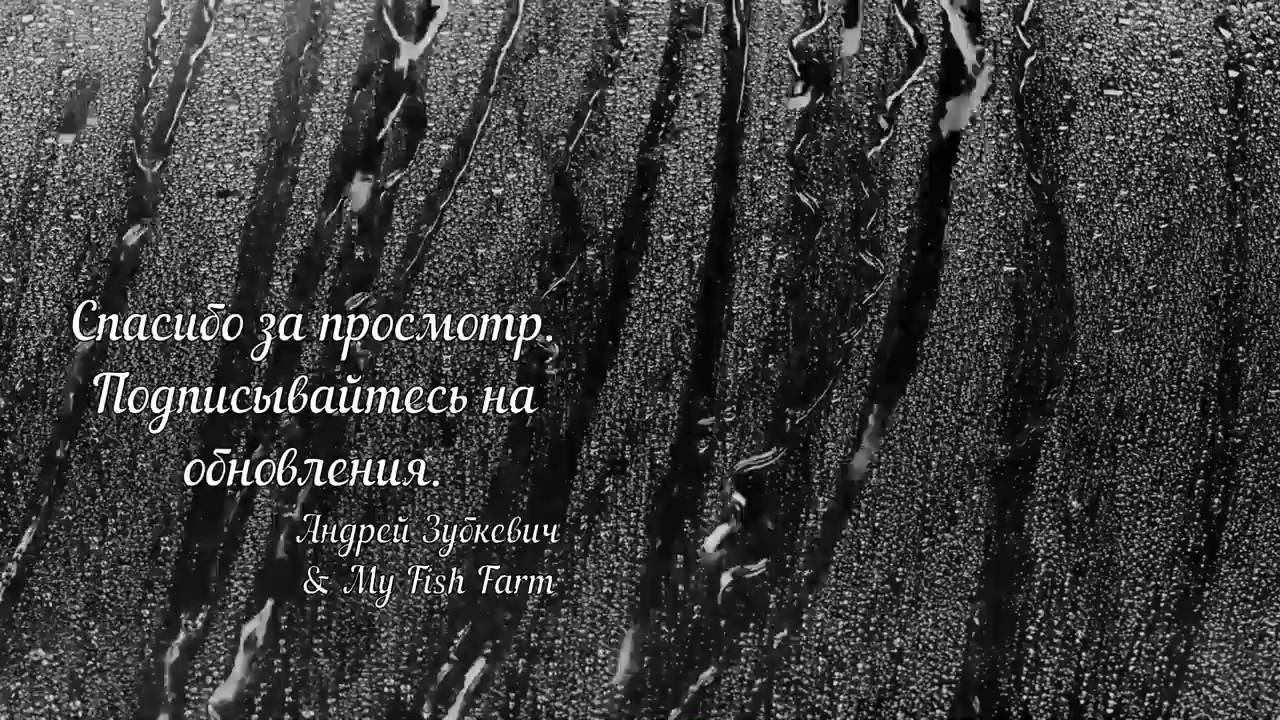 Спасибо за просмотр.
Подписывайтесь на
обновления.
Андрей Зубкевич
& My Fish Farm